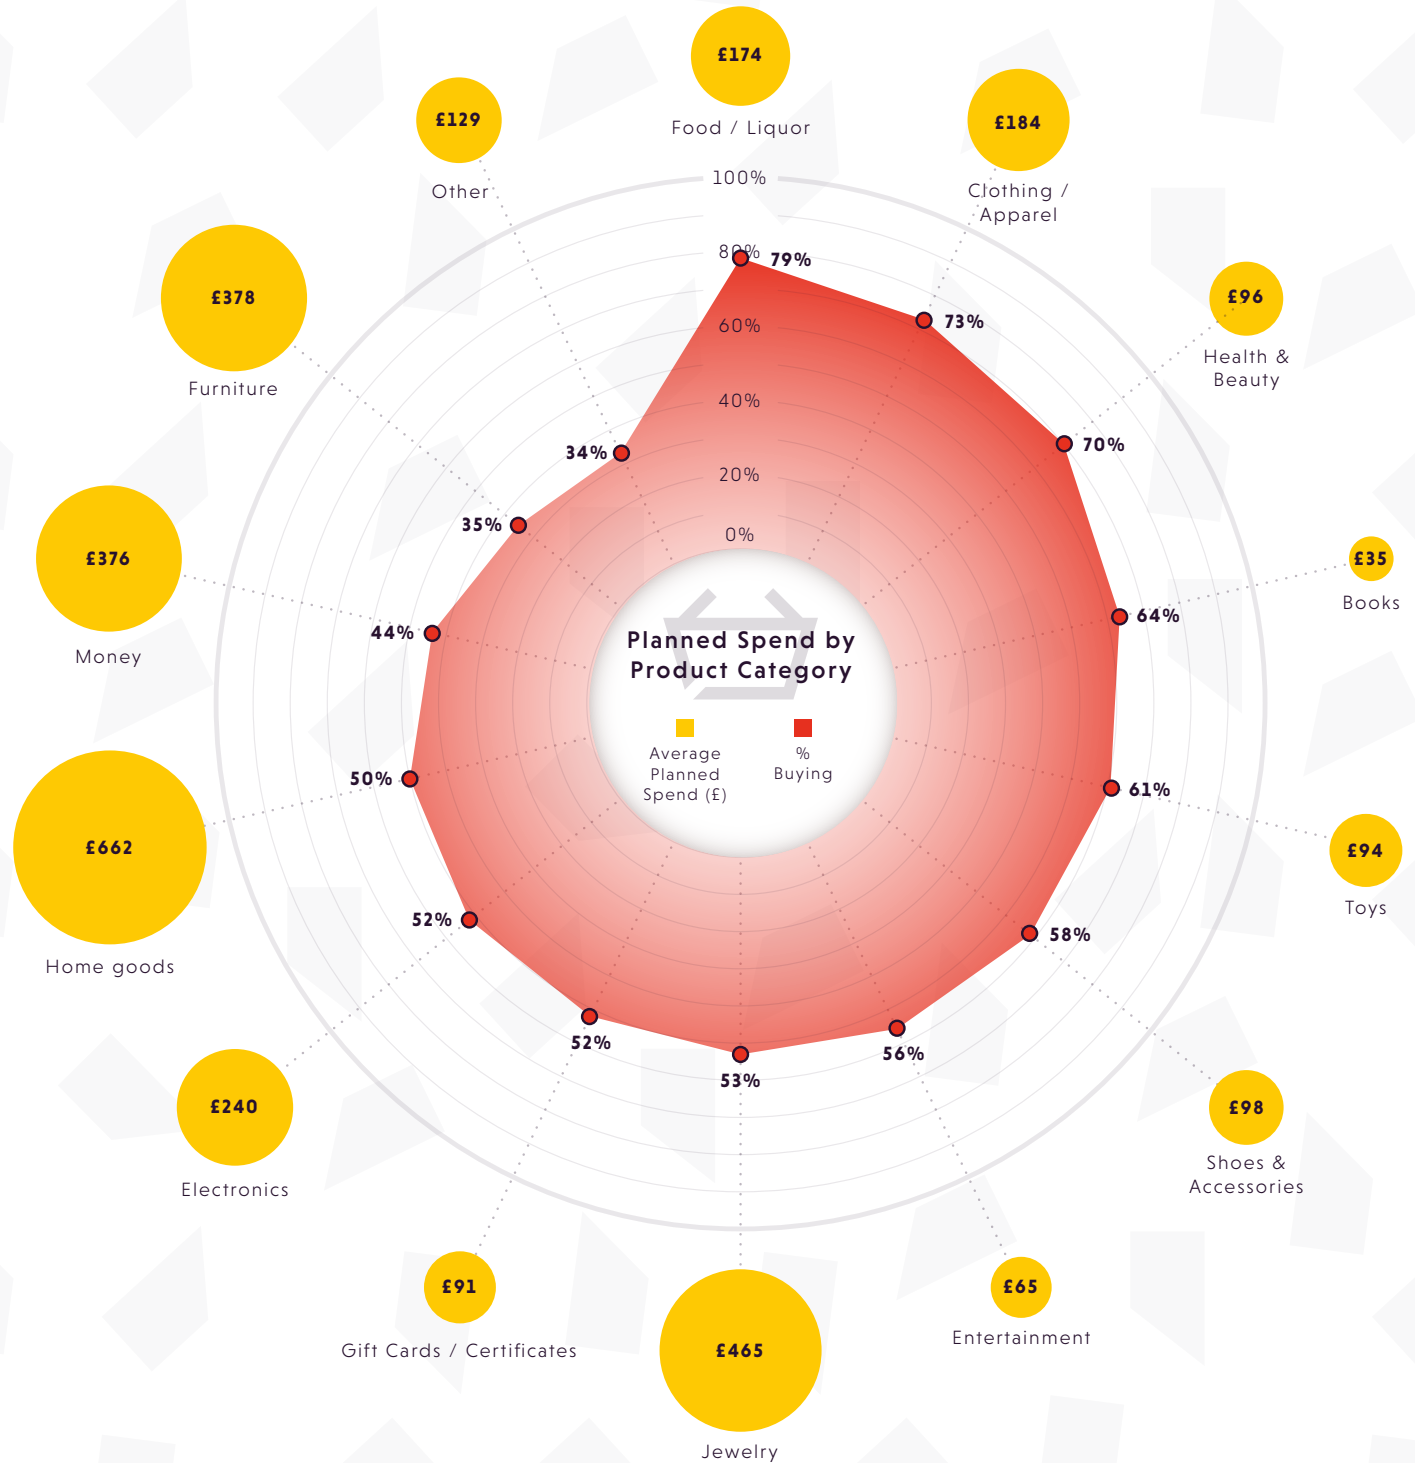 £174
Food / Liquor
£184
Clothing /
Apparel
£96
Health &
Beauty
£35
Books
£94
Toys
£98
Shoes &
Accessories
£65
Entertainment
£465
Jewelry
£91
Gift Cards / Certificates
£240
Electronics
£662
Home goods
£376
Money
£378
Furniture
£129
Other
100%
80%
60%
40%
20%
0%
79%
73%
70%
64%
61%
58%
56%
53%
52%
52%
50%
44%
35%
34%
Planned Spend by
Product Category
Average
Planned
Spend (£)
%
Buying